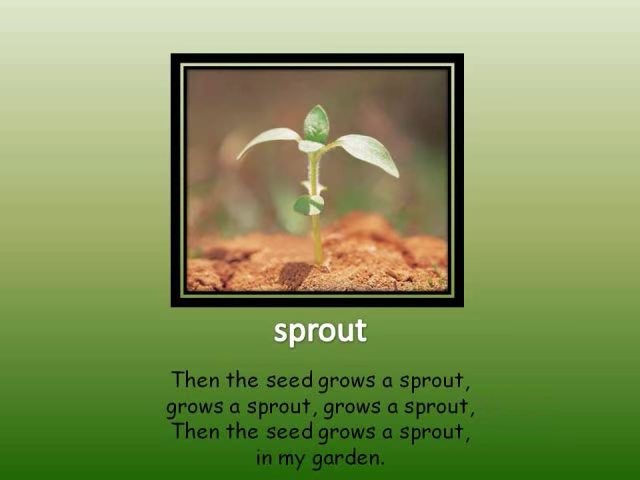 sprout
Then the seed grows a sprout,
grows a sprout, grows a sprout,
Then the seed grows a sprout,
in my garden.